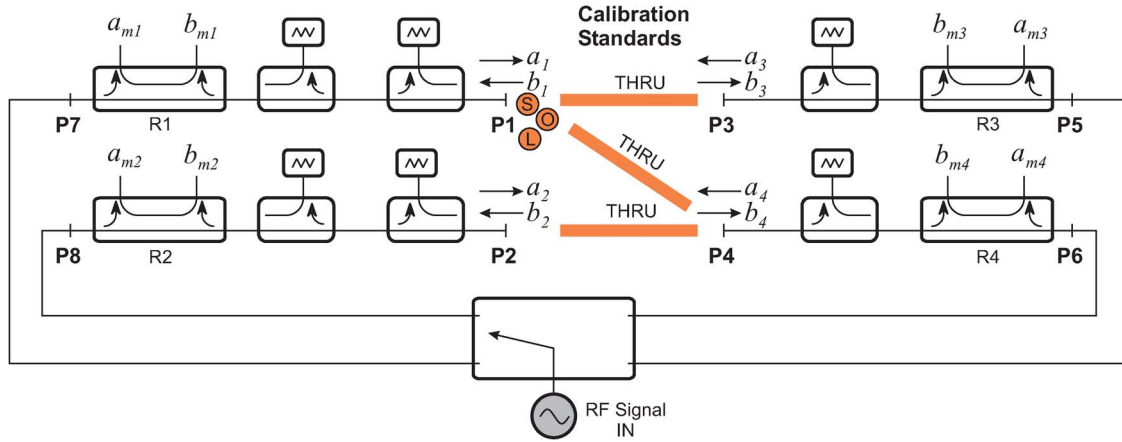 Calibration
Standards
a_m1 b_m1
a_1
b_1
THRU
a_3
b_3
b_m3 a_m3
P7 R1 P1 S O L P3 R3 P5
a_m2 b_m2
a_2
b_2
THRU
THRU
a_4
b_4
b_m4 a_m4
P8 R2 P2 P4 R4 P6
RF Signal
IN